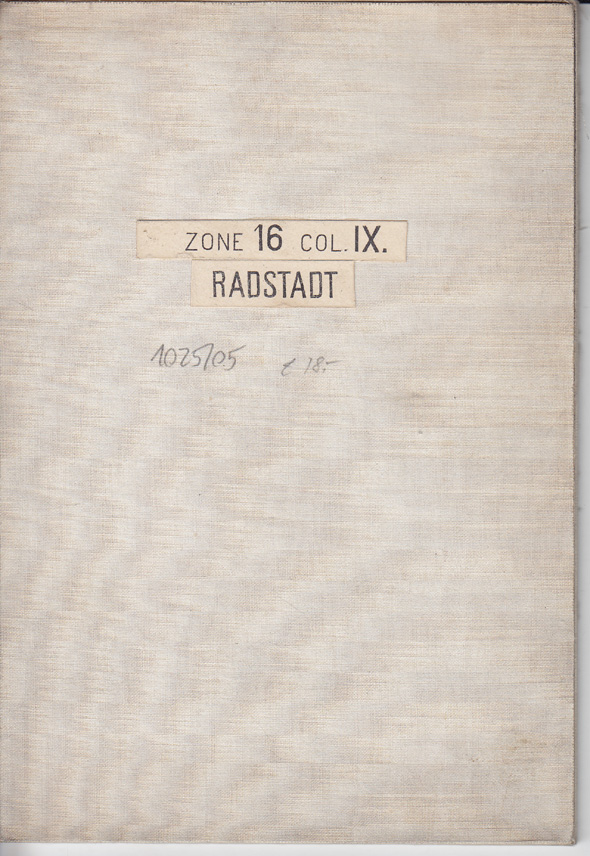 ZONE 16 COL. IX.
RADSTADT
1025/05 € 18.-